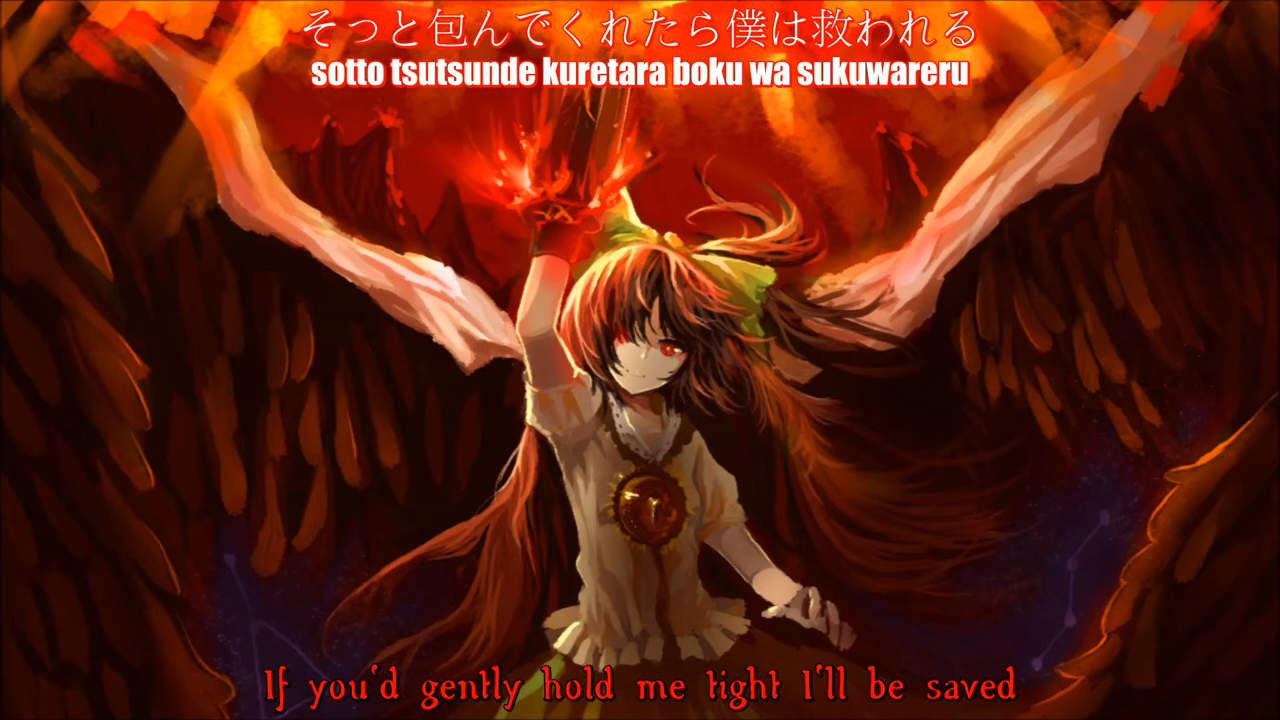 そっと包んでくれたら僕は救われる
sotto tsutsunde kuretara boku wa sukuwareru
If you'd gently hold me tight I'll be saved